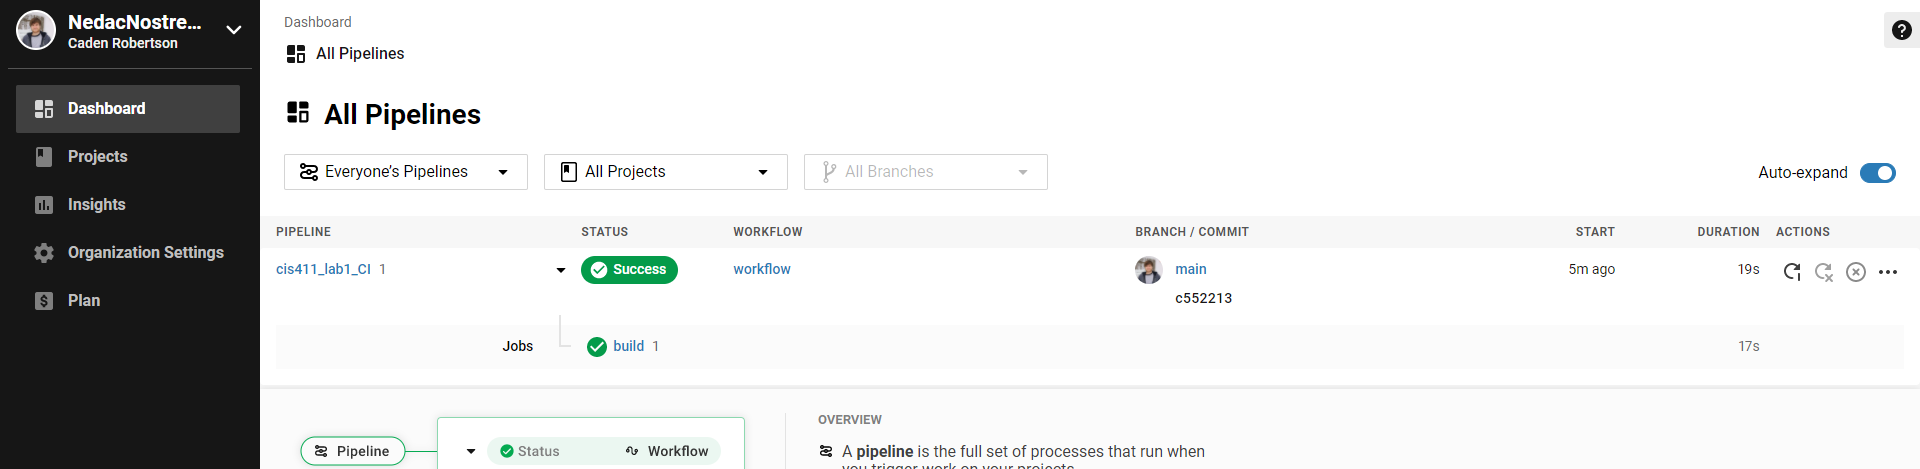 NedacNostre...
Caden Robertson
Dashboard
Projects
Insights
Organization Settings
Plan
Dashboard
All Pipelines
All Pipelines
Everyone's Pipelines
All Projects
All Branches
Auto-expand
PIPELINE STATUS WORKFLOW BRANCH / COMMIT START DURATION ACTIONS
cis411_lab1_CI 1 Success workflow main 5m ago 19s
c552213
Jobs build 1 17s
Pipeline
Status Workflow
OVERVIEW
A pipeline is the full set of processes that run when
you trigger work on your projects.